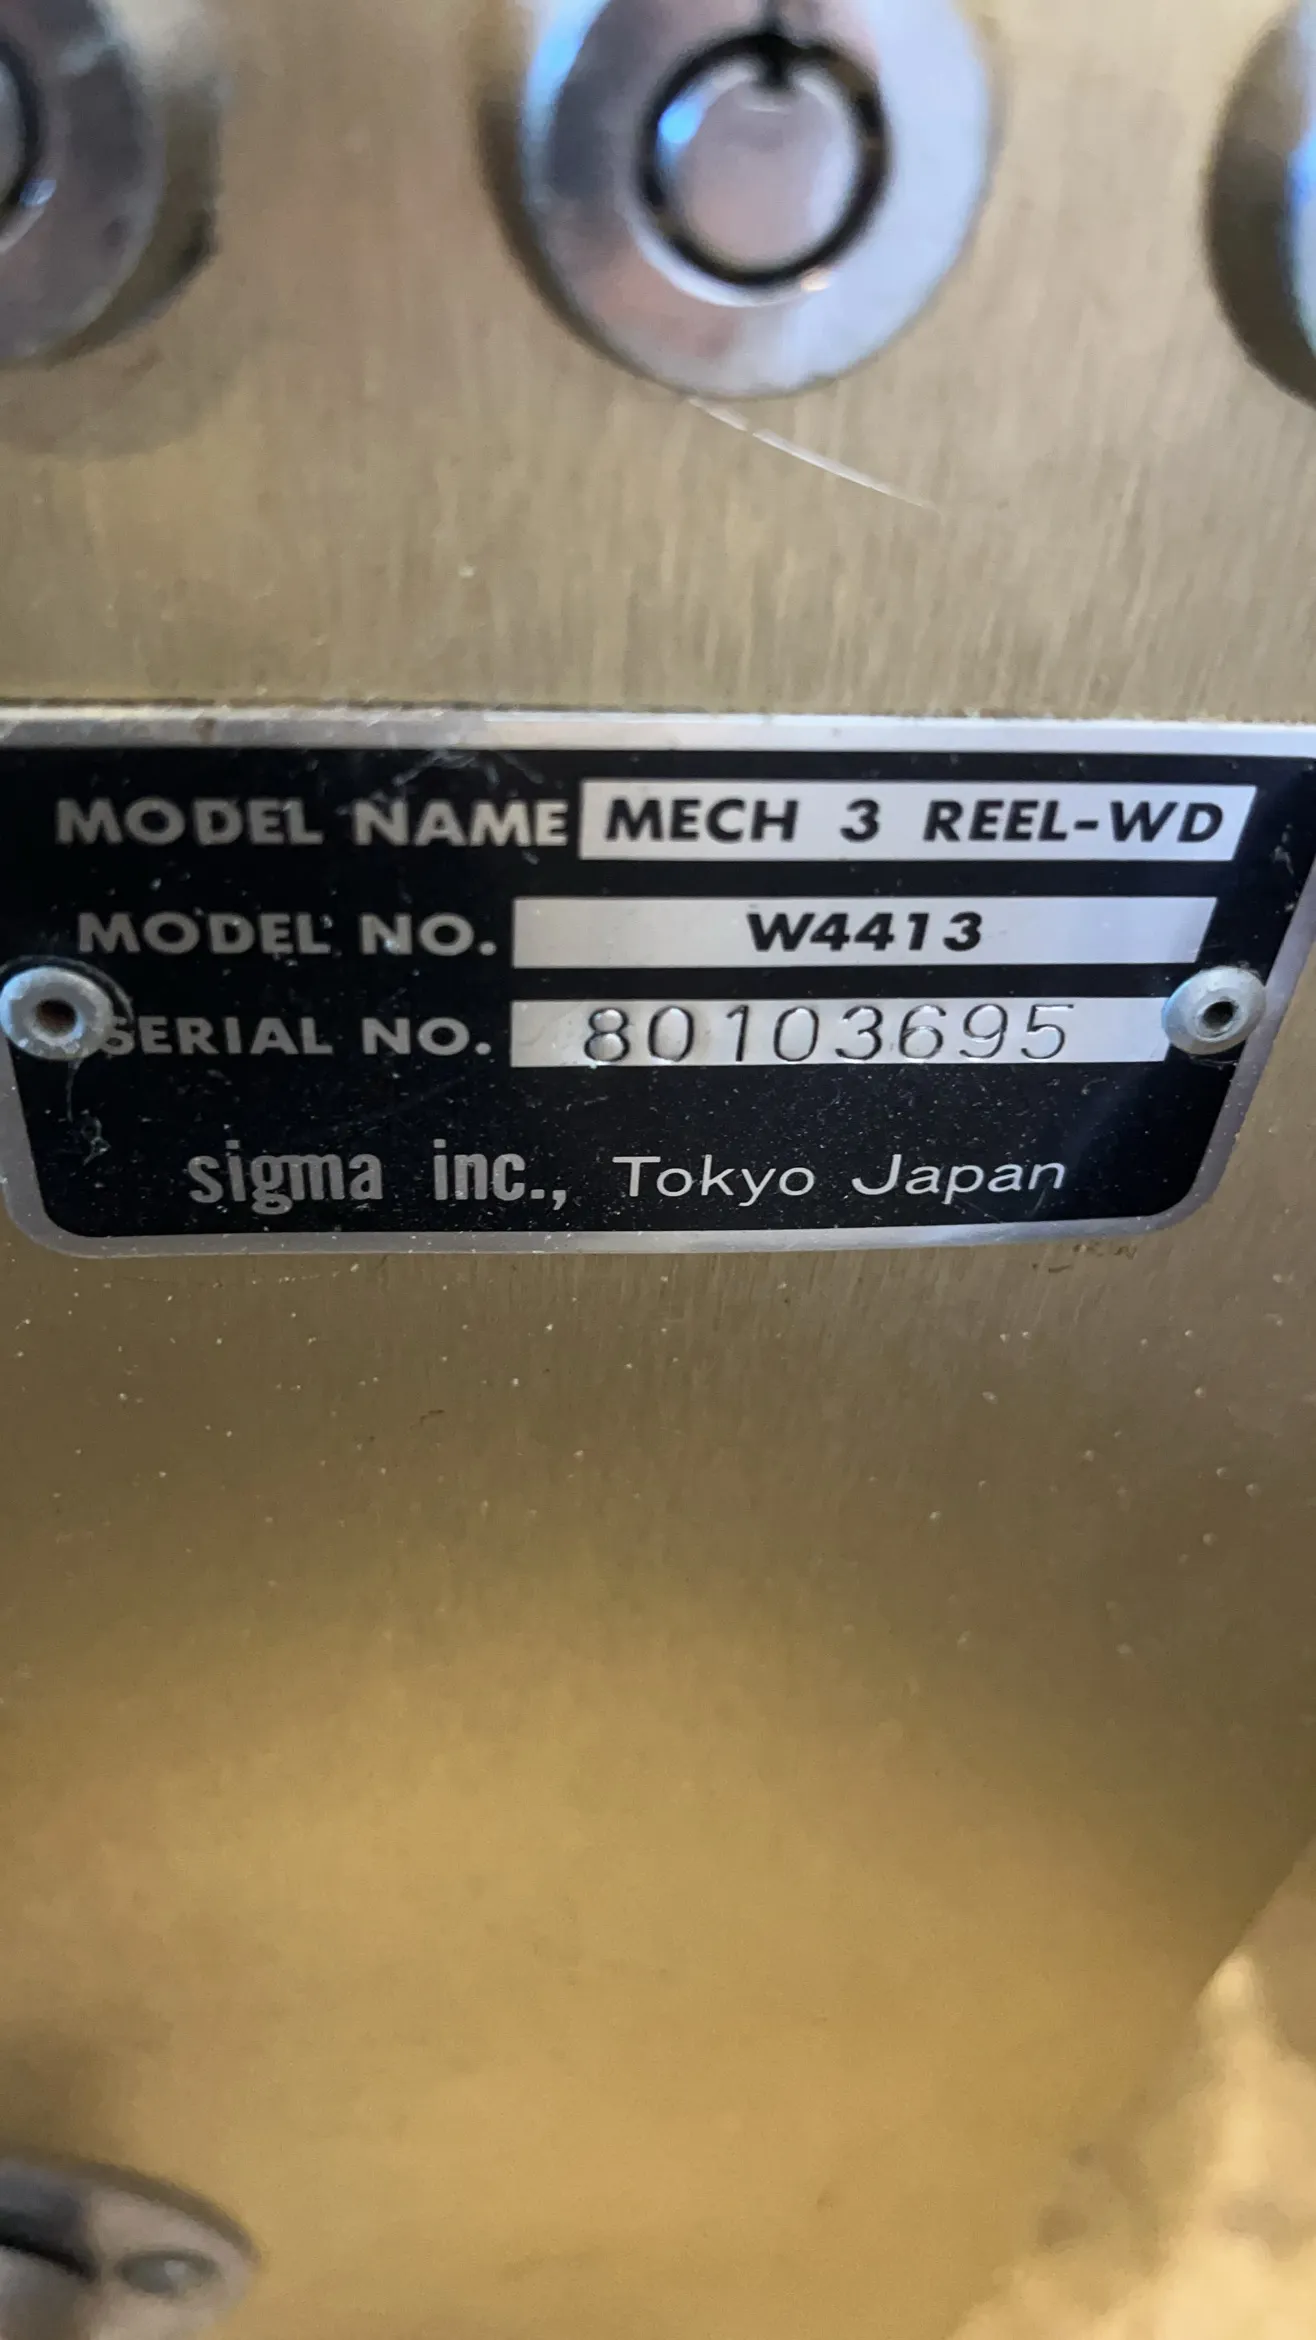 MODEL NAME MECH 3 REEL-WD
MODEL NO. W4413
SERIAL NO. 80103695
sigma inc., Tokyo Japan